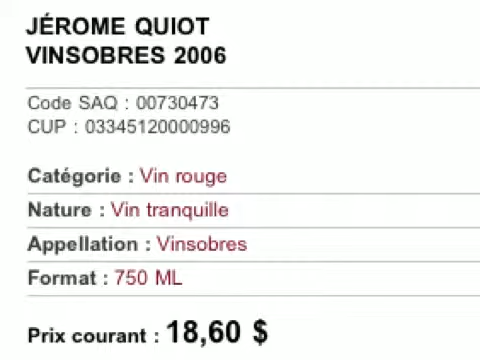 JÉROME QUIOT
VINSOBRES 2006
Code SAQ : 00730473
CUP : 03345120000996
Catégorie : Vin rouge
Nature : Vin tranquille
Appellation : Vinsobres
Format : 750 ML
Prix courant : 18,60 $